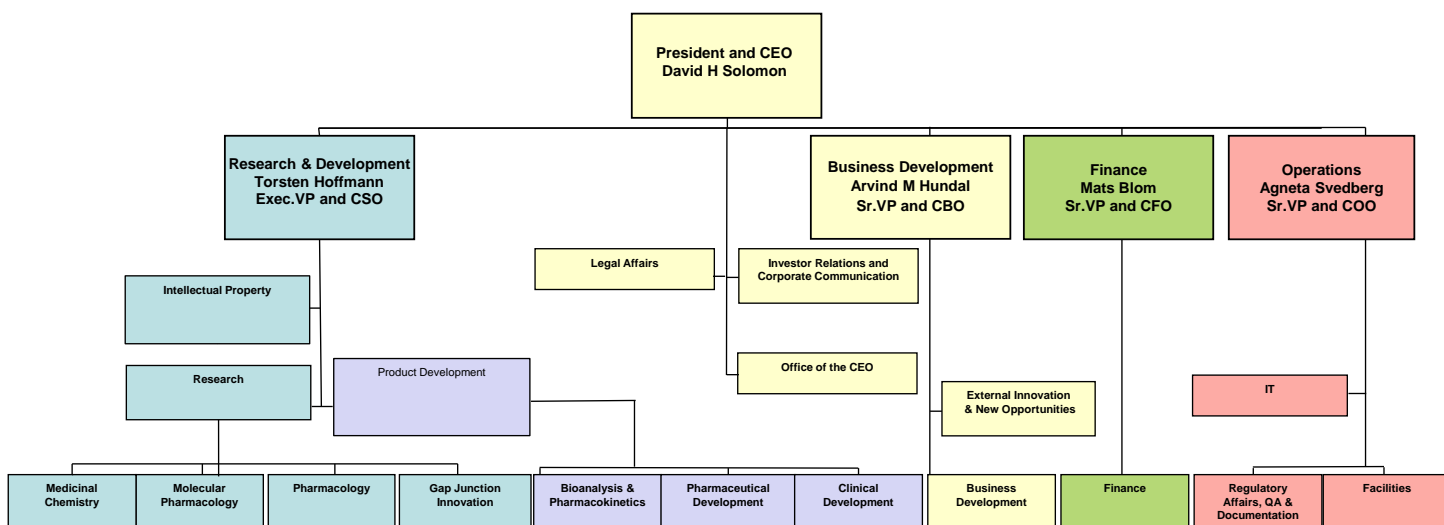 President and CEO
David H Solomon
Research & Development
Torsten Hoffmann
Exec.VP and CSO
Business Development
Arvind M Hundal
Sr.VP and CBO
Finance
Mats Blom
Sr.VP and CFO
Operations
Agneta Svedberg
Sr.VP and COO
Legal Affairs
Investor Relations and
Corporate Communication
Intellectual Property
Office of the CEO
Research
Product Development
External Innovation
& New Opportunities
IT
Medicinal
Chemistry
Molecular
Pharmacology
Pharmacology
Gap Junction
Innovation
Bioanalysis &
Pharmacokinetics
Pharmaceutical
Development
Clinical
Development
Business
Development
Finance
Regulatory
Affairs, QA &
Documentation
Facilities